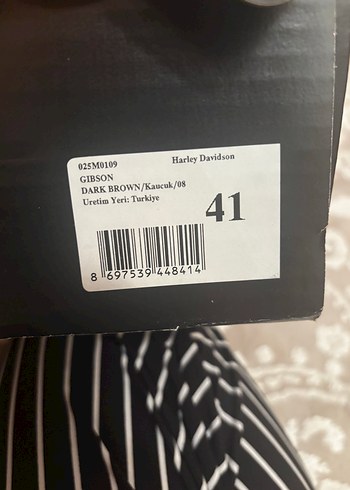 025M0109 Harley Davidson
GIBSON
DARK BROWN/Kaucuk/08
Uretim Yeri: Turkiye
41
8 697539 448414